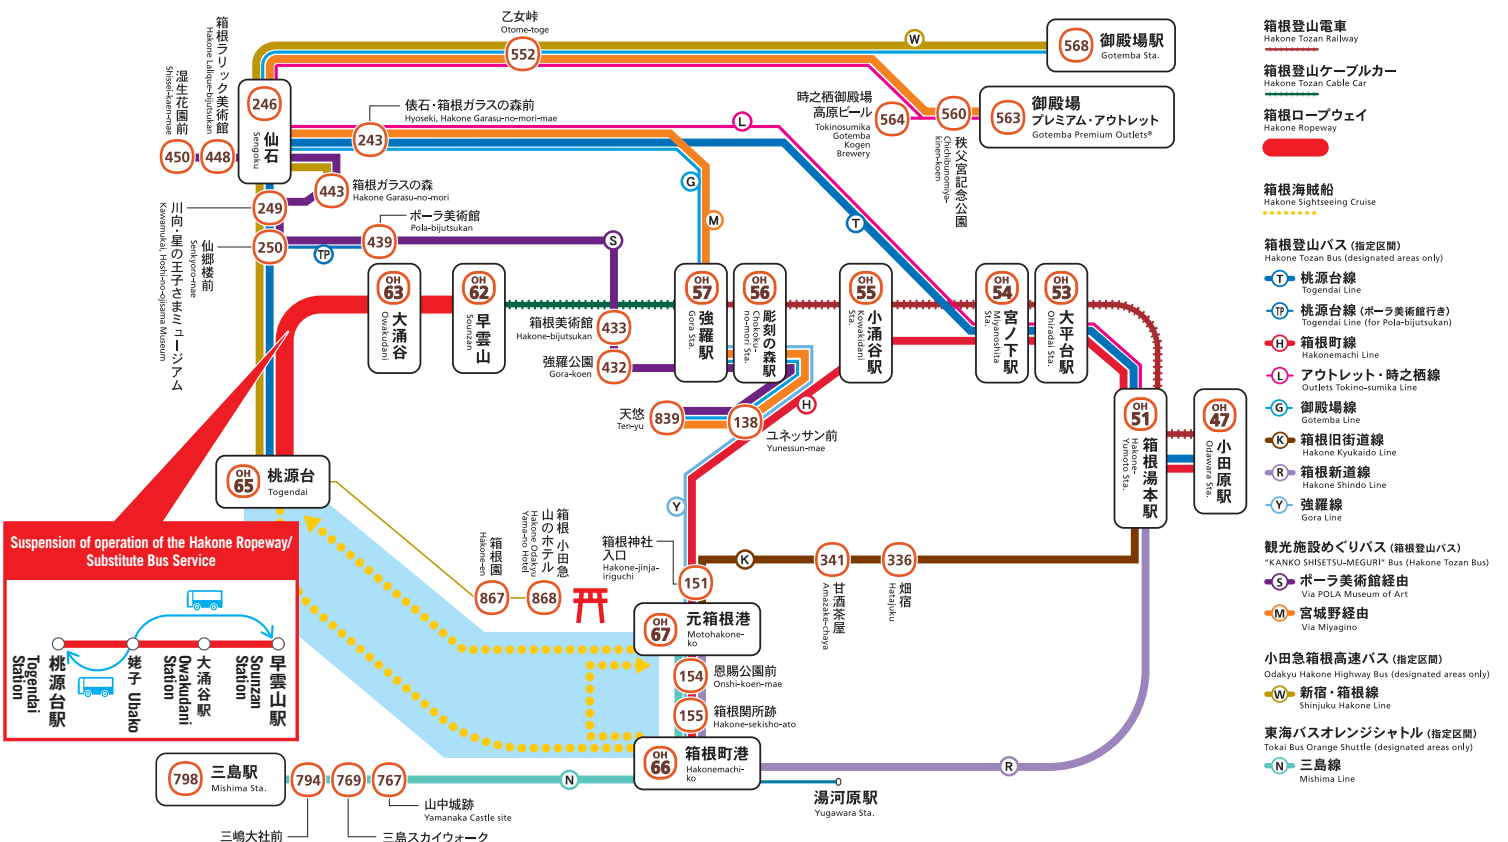 乙女峠
Otome-toge
552
W
568
御殿場駅
Gotemba Sta.
箱根ラリック美術館
Hakone Lalique-bijutsukan
湿生花園前
Shissei-kaen-mae
450
448
246
仙石
Sengoku
俵石・箱根ガラスの森前
Hyoseki, Hakone Garasu-no-mori-mae
243
L
時之栖御殿場
高原ビール
Tokinosumika
Gotemba
Kogen
Brewery
564
560
秩父宮記念公園
Chichibunomiya-
kinen-koen
563
御殿場
プレミアム・アウトレット
Gotemba Premium Outlets®
443
箱根ガラスの森
Hakone Garasu-no-mori
G
M
T
249
川向・星の王子さまミュージアム
Kawamukai, Hoshi-no-ojisama Museum
250
仙郷楼前
Senkyoro-mae
TP
439
ポーラ美術館
Pola-bijutsukan
S
OH
63
大涌谷
Owakudani
OH
62
早雲山
Sounzan
箱根美術館
Hakone-bijutsukan
433
強羅公園
Gora-koen
432
OH
57
強羅駅
Gora Sta.
OH
56
彫刻の森駅
Chokoku-
no-mori Sta.
OH
55
小涌谷駅
Kowakidani
Sta.
OH
54
宮ノ下駅
Miyanoshita
Sta.
OH
53
大平台駅
Ohiradai Sta.
天悠
Ten-yu
839
138
ユネッサン前
Yunessun-mae
H
OH
51
箱根湯本駅
Hakone-
Yumoto Sta.
OH
47
小田原駅
Odawara Sta.
OH
65
桃源台
Togendai
Y
箱根園
Hakone-en
867
箱根小田急
山のホテル
Hakone Odakyu
Yama-no Hotel
868
箱根神社
入口
Hakone-jinja-
iriguchi
151
K
341
甘酒茶屋
Amazake-chaya
336
畑宿
Hatajuku
OH
67
元箱根港
Motohakone-
ko
154
恩賜公園前
Onshi-koen-mae
155
箱根関所跡
Hakone-sekisho-ato
OH
66
箱根町港
Hakonemachi-
ko
R
湯河原駅
Yugawara Sta.
N
798
三島駅
Mishima Sta.
794
769
767
山中城跡
Yamanaka Castle site
三嶋大社前
三島スカイウォーク
Suspension of operation of the Hakone Ropeway/
Substitute Bus Service
桃源台駅
Togendai
Station
姥子 Ubako
大涌谷駅
Owakudani
Station
早雲山駅
Sounzan
Station
箱根登山電車
Hakone Tozan Railway
箱根登山ケーブルカー
Hakone Tozan Cable Car
箱根ロープウェイ
Hakone Ropeway
箱根海賊船
Hakone Sightseeing Cruise
箱根登山バス (指定区間)
Hakone Tozan Bus (designated areas only)
T 桃源台線
Togendai Line
TP 桃源台線 (ポーラ美術館行き)
Togendai Line (for Pola-bijutsukan)
H 箱根町線
Hakonemachi Line
L アウトレット・時之栖線
Outlets Tokino-sumika Line
G 御殿場線
Gotemba Line
K 箱根旧街道線
Hakone Kyukaido Line
R 箱根新道線
Hakone Shindo Line
Y 強羅線
Gora Line
観光施設めぐりバス (箱根登山バス)
"KANKO SHISETSU-MEGURI" Bus (Hakone Tozan Bus)
S ポーラ美術館経由
Via POLA Museum of Art
M 宮城野経由
Via Miyagino
小田急箱根高速バス (指定区間)
Odakyu Hakone Highway Bus (designated areas only)
W 新宿・箱根線
Shinjuku Hakone Line
東海バスオレンジシャトル (指定区間)
Tokai Bus Orange Shuttle (designated areas only)
N 三島線
Mishima Line